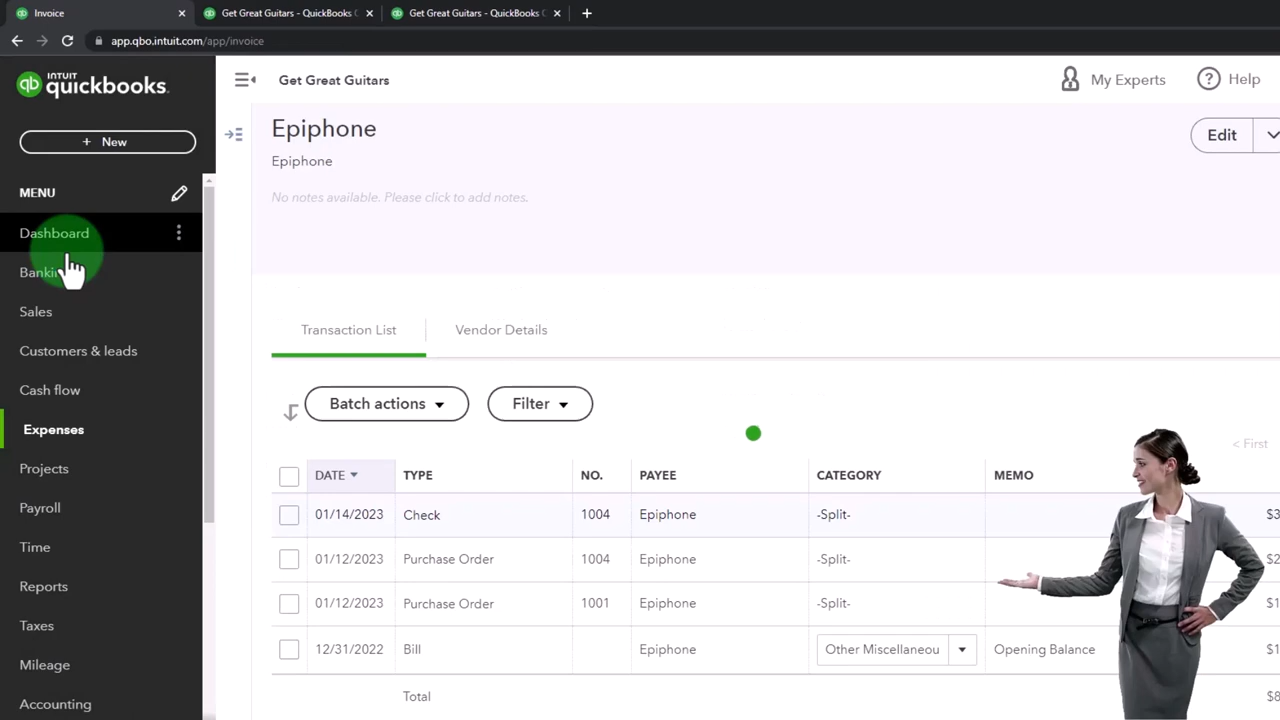 Invoice
Get Great Guitars - QuickBooks
Get Great Guitars - QuickBooks
app.qbo.intuit.com/app/invoice
INTUIT
quickbooks.
qb
Get Great Guitars
My Experts
Help
+ New
MENU
Dashboard
Sales
Customers & leads
Cash flow
Expenses
Projects
Payroll
Time
Reports
Taxes
Mileage
Accounting
Epiphone
Epiphone
No notes available. Please click to add notes.
Edit
Transaction List
Vendor Details
Batch actions
Filter
< First
DATE TYPE NO. PAYEE CATEGORY MEMO
01/14/2023 Check 1004 Epiphone -Split-
01/12/2023 Purchase Order 1004 Epiphone -Split-
01/12/2023 Purchase Order 1001 Epiphone -Split-
12/31/2022 Bill Epiphone Other Miscellaneou Opening Balance
Total